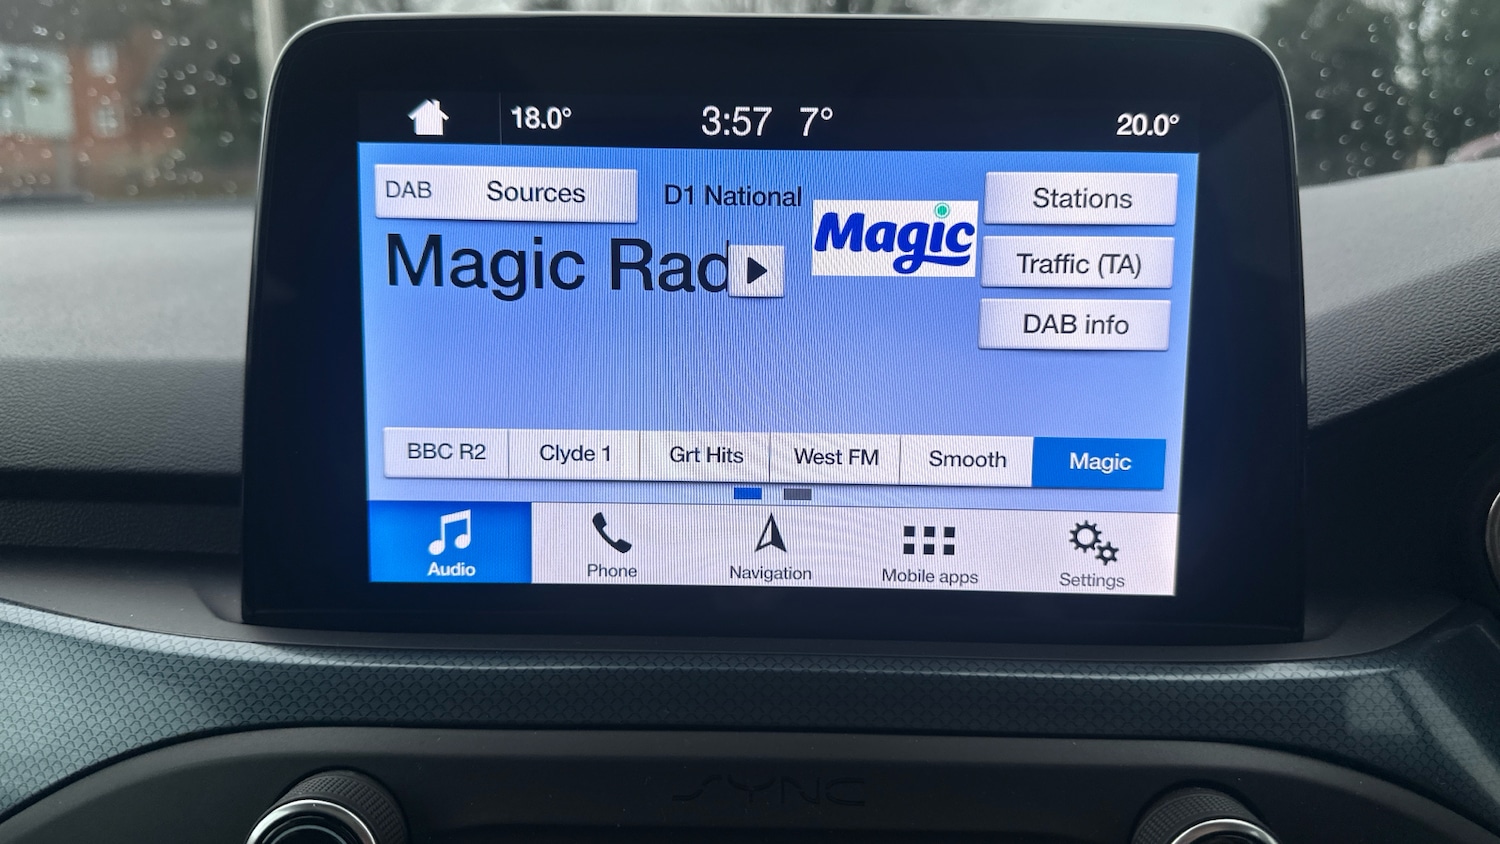 18.0° 3:57 7° 20.0°
DAB Sources D1 National Stations
Magic Rad Magic Traffic (TA)
DAB info
BBC R2 Clyde 1 Grt Hits West FM Smooth Magic
Audio Phone Navigation Mobile apps Settings
SYNC